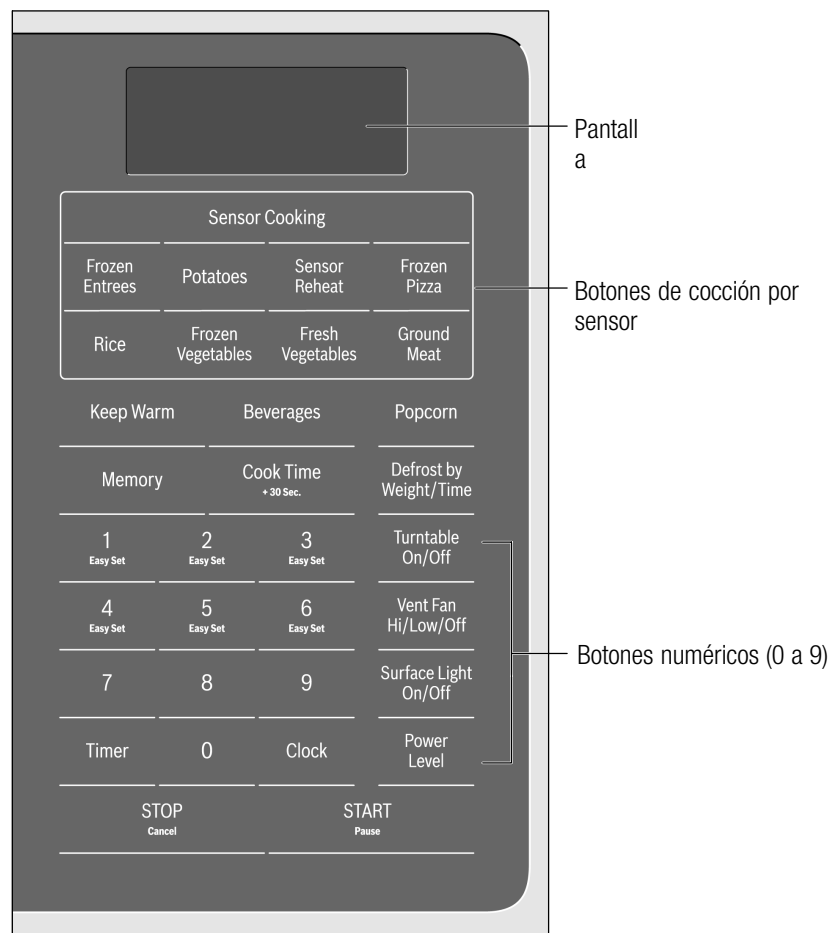 Pantall
a
Sensor Cooking
Frozen Entrees
Potatoes
Sensor Reheat
Frozen Pizza
Botones de cocción por
sensor
Rice
Frozen Vegetables
Fresh Vegetables
Ground Meat
Keep Warm
Beverages
Popcorn
Memory
Cook Time
+ 30 Sec.
Defrost by
Weight/Time
1
Easy Set
2
Easy Set
3
Easy Set
Turntable
On/Off
4
Easy Set
5
Easy Set
6
Easy Set
Vent Fan
Hi/Low/Off
Botones numéricos (0 a 9)
7
8
9
Surface Light
On/Off
Timer
0
Clock
Power
Level
STOP
Cancel
START
Pause